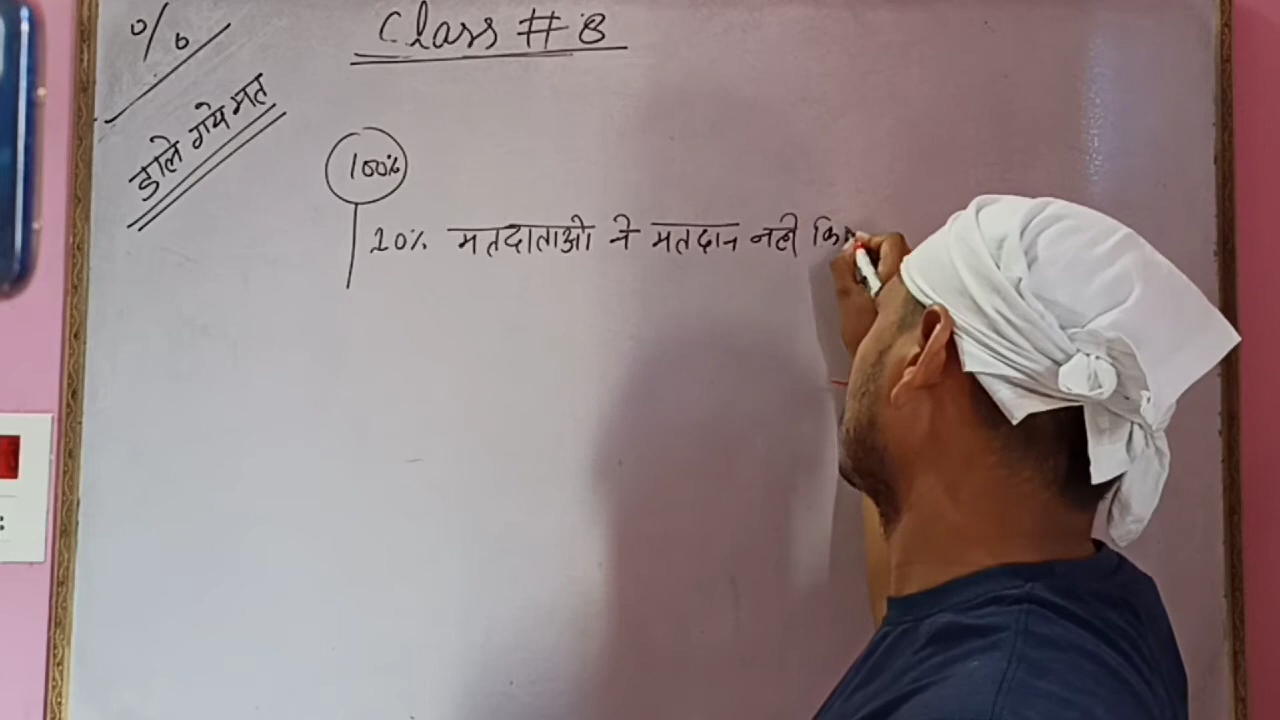 %
Class # 8
डाले गये मत
100%
20% मतदाताओ ने मतदान नही